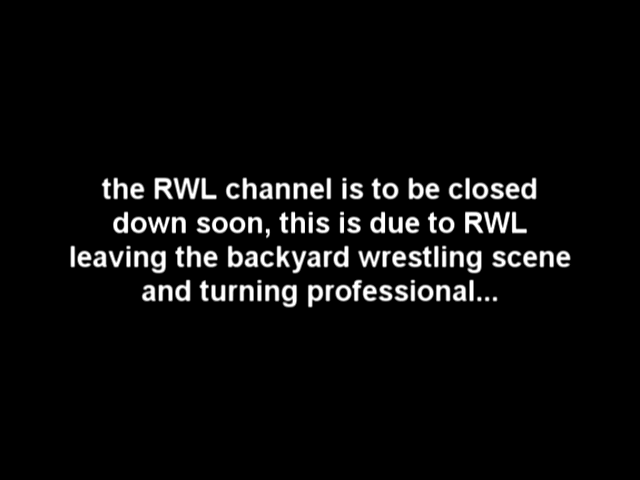 the RWL channel is to be closed
down soon, this is due to RWL
leaving the backyard wrestling scene
and turning professional...